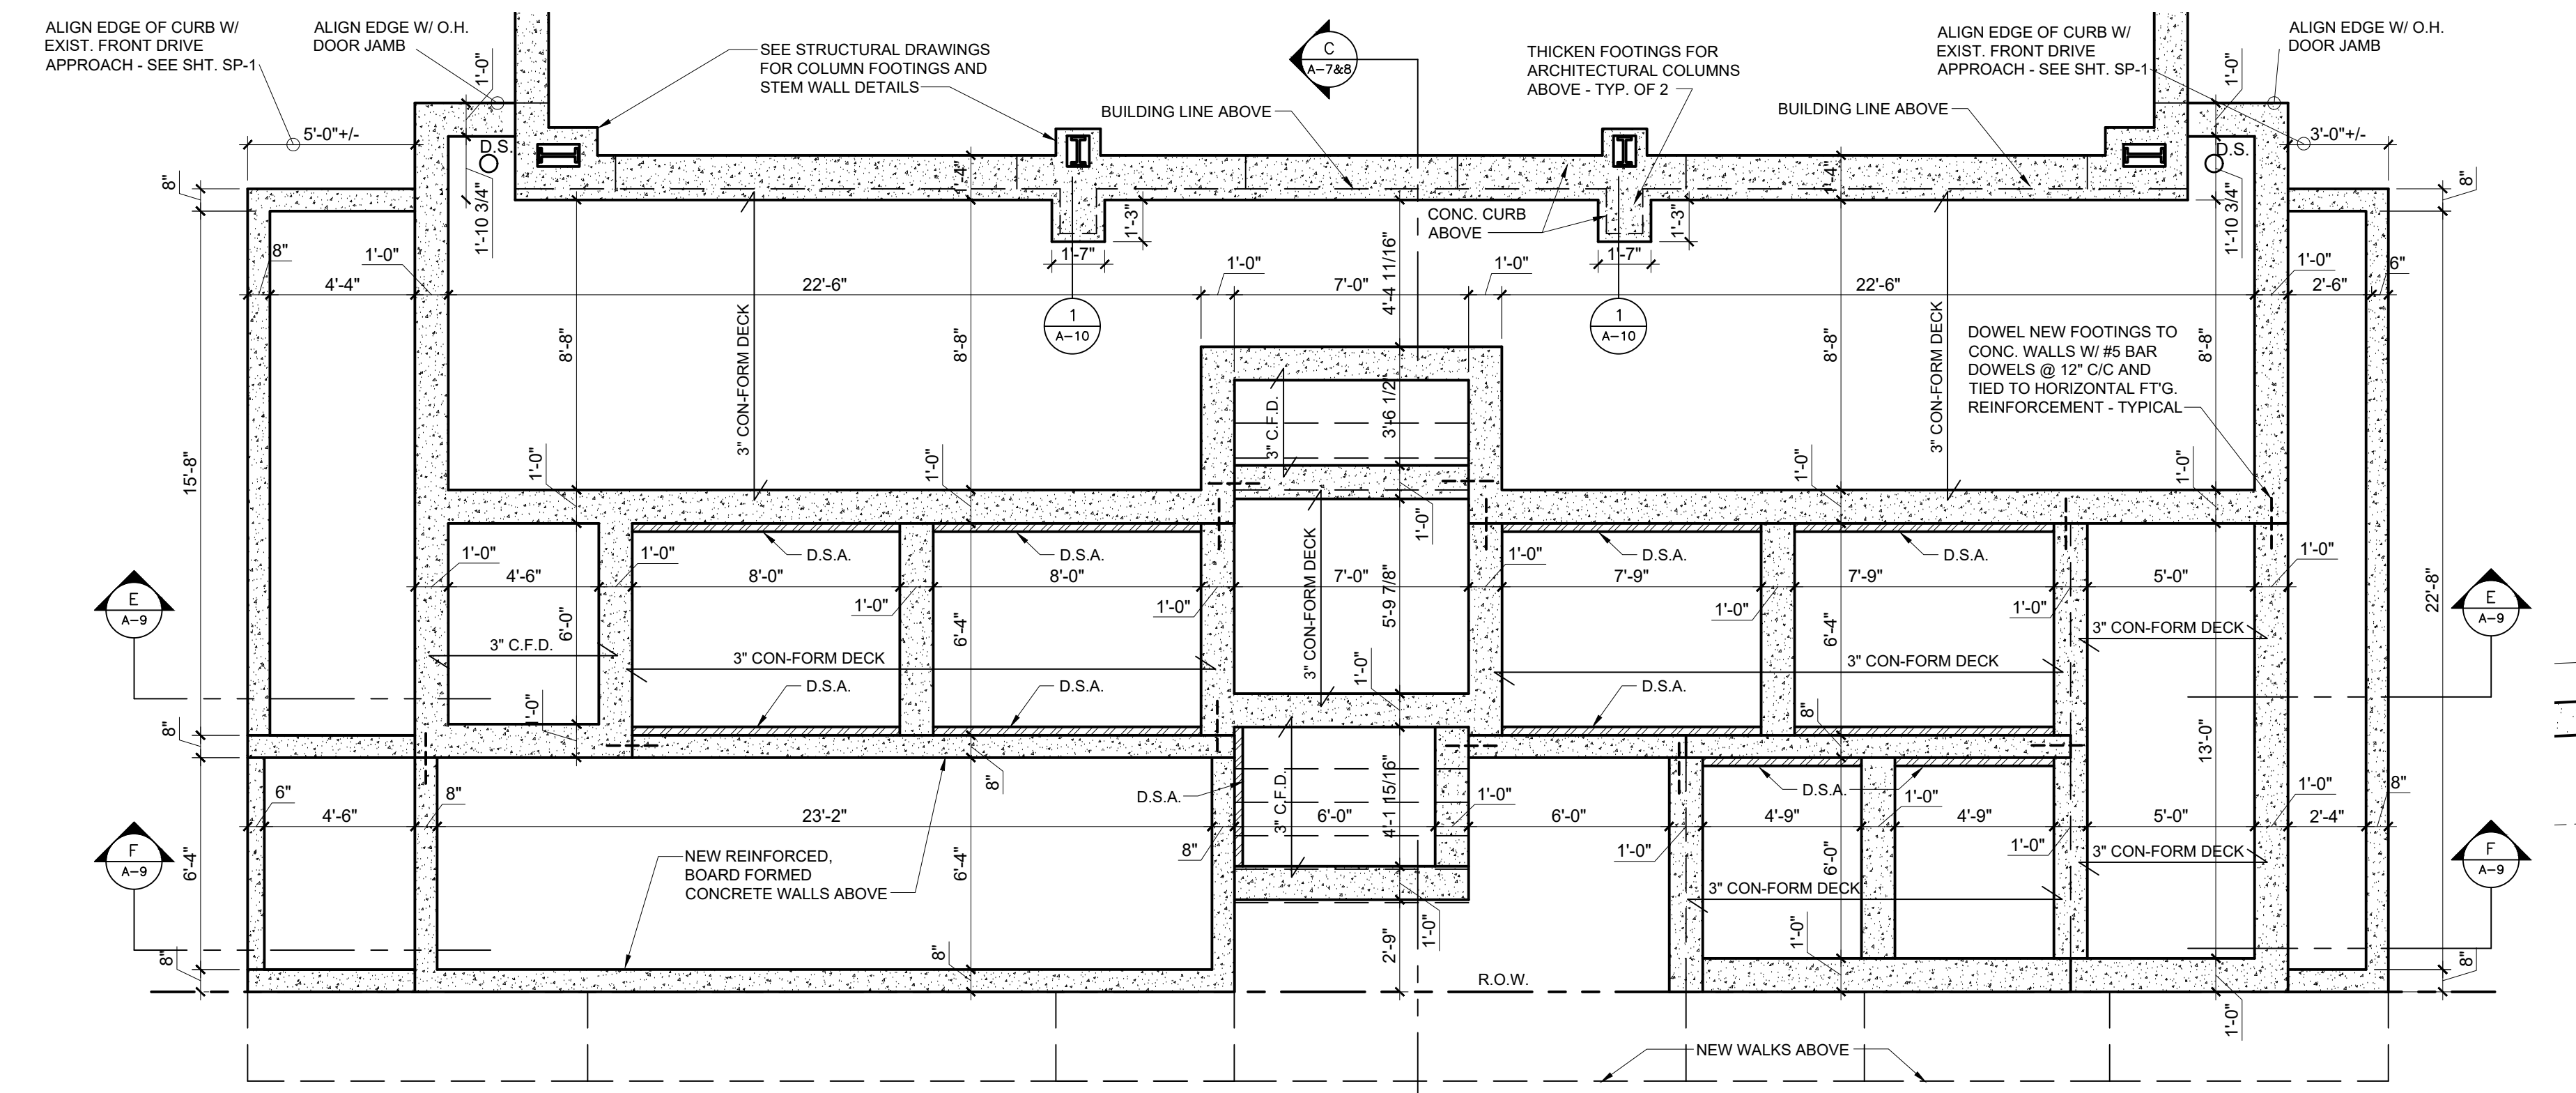 ALIGN EDGE OF CURB W/
EXIST. FRONT DRIVE
APPROACH - SEE SHT. SP-1
ALIGN EDGE W/ O.H.
DOOR JAMB
SEE STRUCTURAL DRAWINGS
FOR COLUMN FOOTINGS AND
STEM WALL DETAILS
BUILDING LINE ABOVE
C
A-7&8
THICKEN FOOTINGS FOR
ARCHITECTURAL COLUMNS
ABOVE - TYP. OF 2
BUILDING LINE ABOVE
ALIGN EDGE OF CURB W/
EXIST. FRONT DRIVE
APPROACH - SEE SHT. SP-1
ALIGN EDGE W/ O.H.
DOOR JAMB
5'-0"+/-
1'-0"
D.S.
1'-10 3/4"
1'-4"
1'-4"
1'-0"
D.S.
1'-10 3/4"
3'-0"+/-
8"
8"
1'-3"
1'-7"
CONC. CURB
ABOVE
1'-3"
1'-7"
8"
4'-4"
1'-0"
22'-6"
1'-0"
7'-0"
4'-4 11/16"
1'-0"
22'-6"
1'-0"
2'-6"
6"
1
A-10
1
A-10
8'-8"
3" CON-FORM DECK
8'-8"
8'-8"
3" CON-FORM DECK
8'-8"
DOWEL NEW FOOTINGS TO
CONC. WALLS W/ #5 BAR
DOWELS @ 12" C/C AND
TIED TO HORIZONTAL FT'G.
REINFORCEMENT - TYPICAL
3" C.F.D.
3'-6 1/2"
15'-8"
1'-0"
1'-0"
1'-0"
1'-0"
1'-0"
D.S.A.
D.S.A.
D.S.A.
D.S.A.
1'-0"
4'-6"
1'-0"
8'-0"
1'-0"
8'-0"
1'-0"
7'-0"
1'-0"
7'-9"
1'-0"
7'-9"
1'-0"
5'-0"
1'-0"
E
A-9
E
A-9
22'-8"
6'-0"
6'-4"
3" CON-FORM DECK
5'-9 7/8"
6'-4"
3" C.F.D.
3" CON-FORM DECK
3" CON-FORM DECK
3" CON-FORM DECK
D.S.A.
D.S.A.
D.S.A.
1'-0"
1'-0"
8"
8"
8"
13'-0"
D.S.A.
3" C.F.D.
4'-1 15/16"
D.S.A.
6"
4'-6"
8"
23'-2"
8"
6'-0"
1'-0"
6'-0"
1'-0"
4'-9"
1'-0"
4'-9"
1'-0"
5'-0"
1'-0"
2'-4"
8"
F
A-9
F
A-9
6'-4"
6'-4"
6'-0"
NEW REINFORCED,
BOARD FORMED
CONCRETE WALLS ABOVE
3" CON-FORM DECK
3" CON-FORM DECK
8"
8"
2'-9"
1'-0"
1'-0"
8"
R.O.W.
1'-0"
NEW WALKS ABOVE